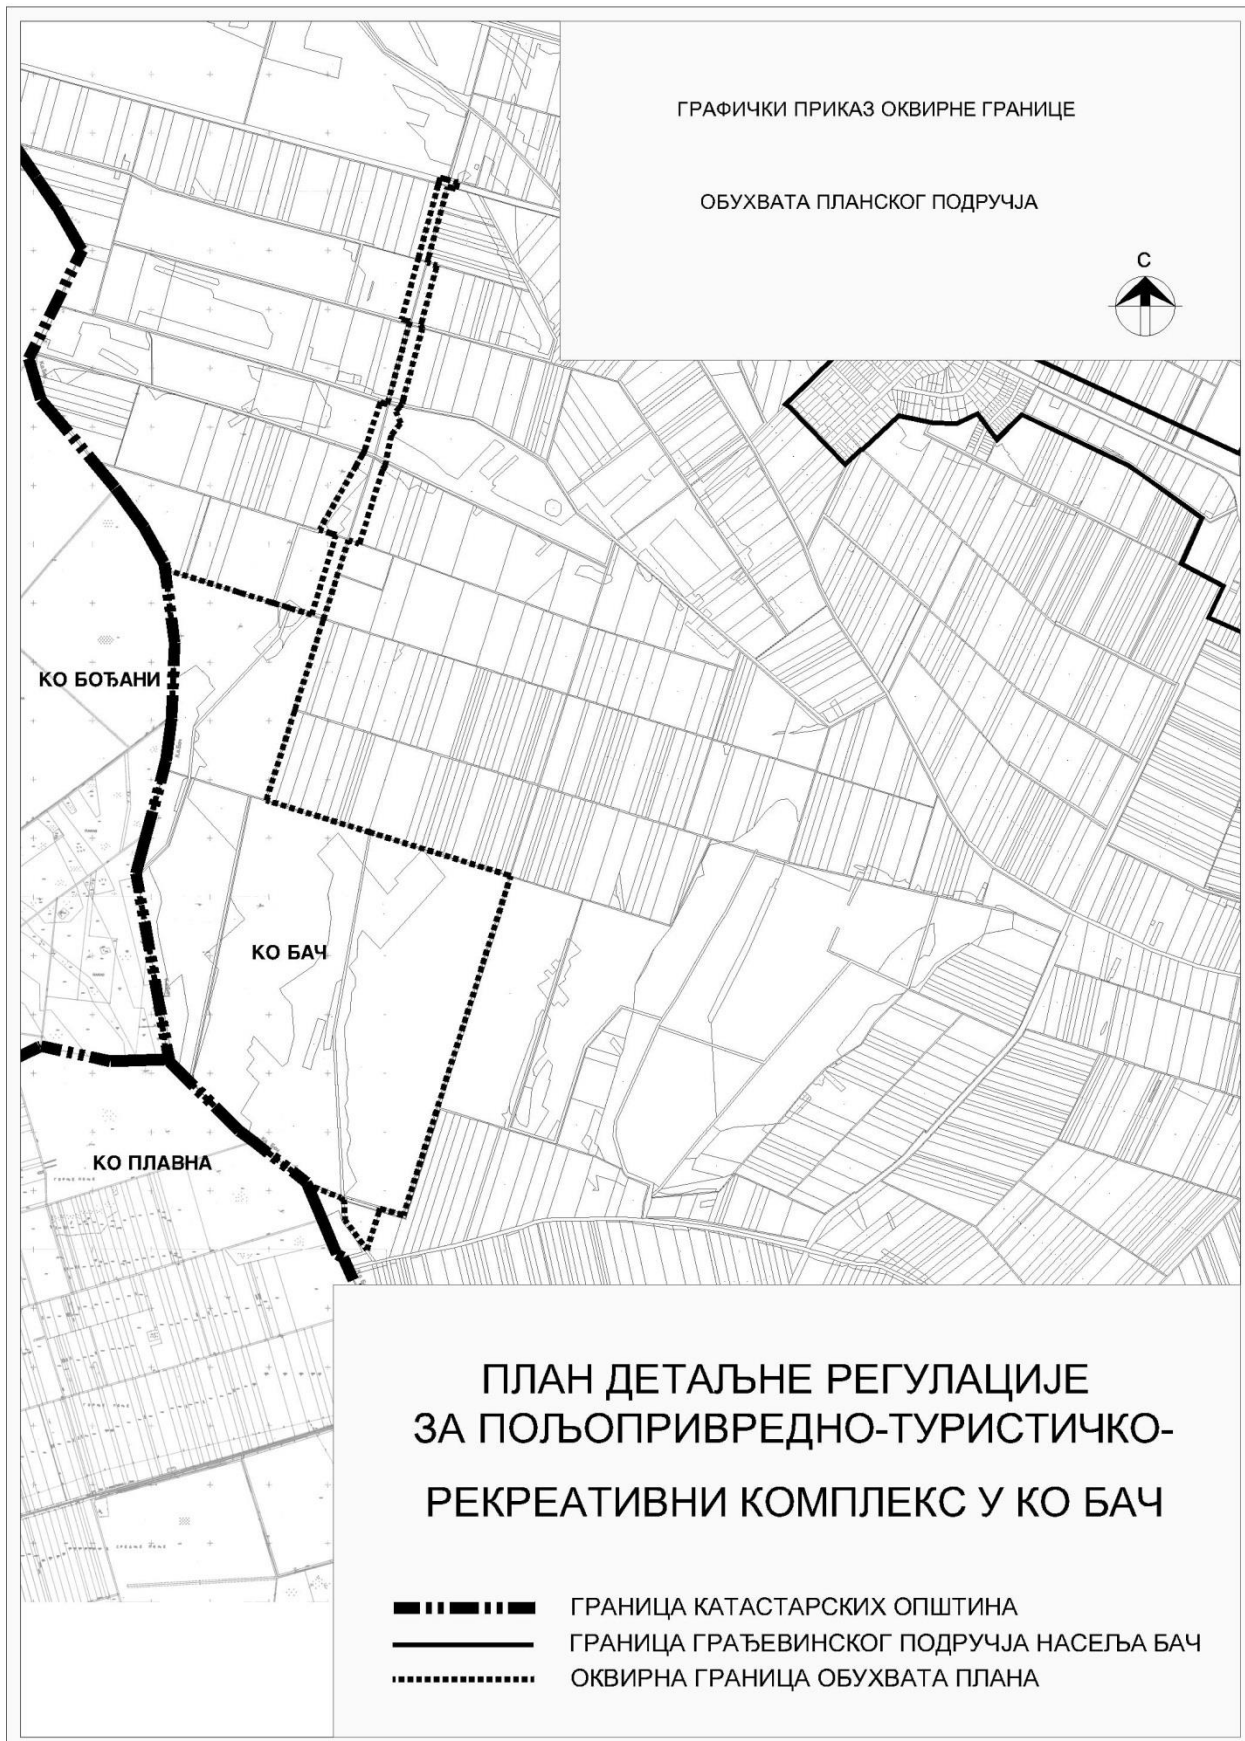 ГРАФИЧКИ ПРИКАЗ ОКВИРНЕ ГРАНИЦЕ
ОБУХВАТА ПЛАНСКОГ ПОДРУЧЈА
С
КО БОЂАНИ
КО БАЧ
КО ПЛАВНА
ПЛАН ДЕТАЉНЕ РЕГУЛАЦИЈЕ
ЗА ПОЉОПРИВРЕДНО-ТУРИСТИЧКО-
РЕКРЕАТИВНИ КОМПЛЕКС У КО БАЧ
ГРАНИЦА КАТАСТАРСКИХ ОПШТИНА
ГРАНИЦА ГРАЂЕВИНСКОГ ПОДРУЧЈА НАСЕЉА БАЧ
ОКВИРНА ГРАНИЦА ОБУХВАТА ПЛАНА